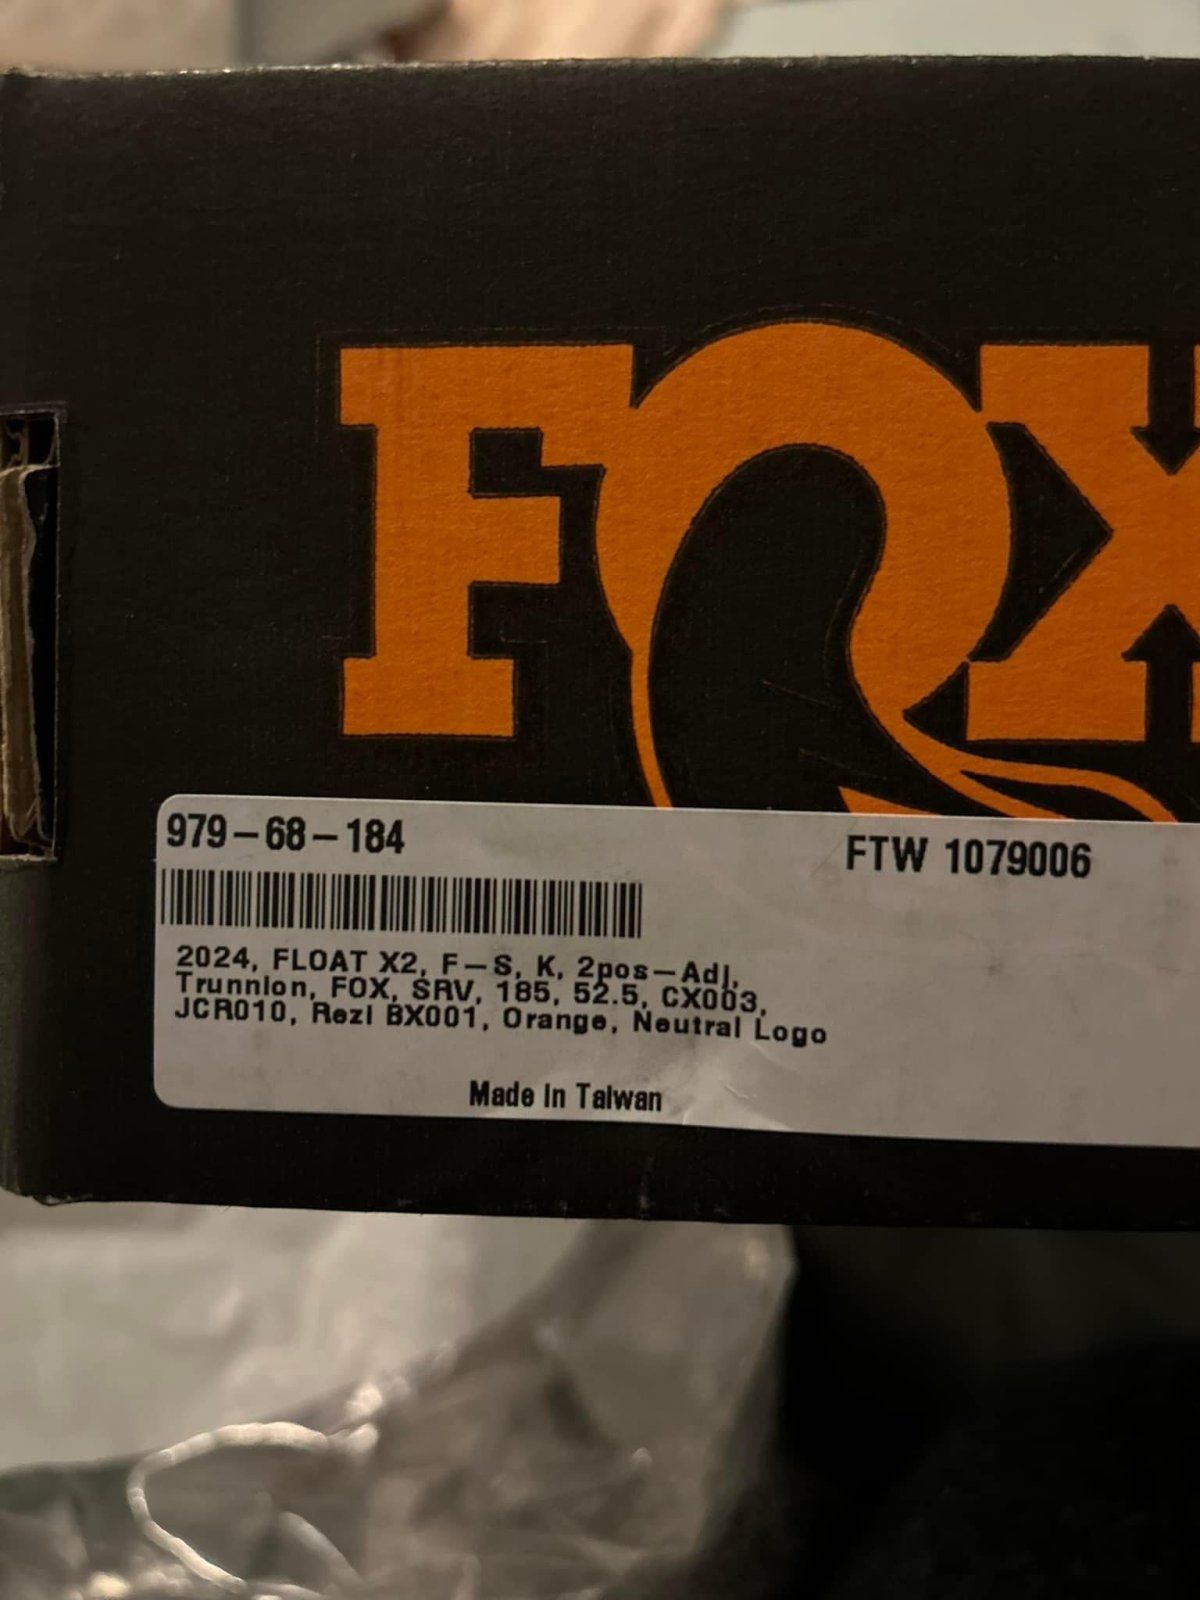 FOX
979-68-184
FTW 1079006
2024, FLOAT X2, F-S, K, 2pos-Adj,
Trunnion, FOX, SRV, 185, 52.5, CX003,
JCR010, Rezi BX001, Orange, Neutral Logo
Made in Taiwan